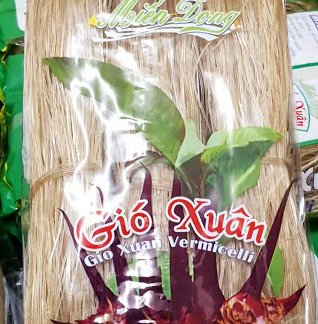 Miến Dong
Gió Xuân
Gio Xuan Vermicelli
Xuân